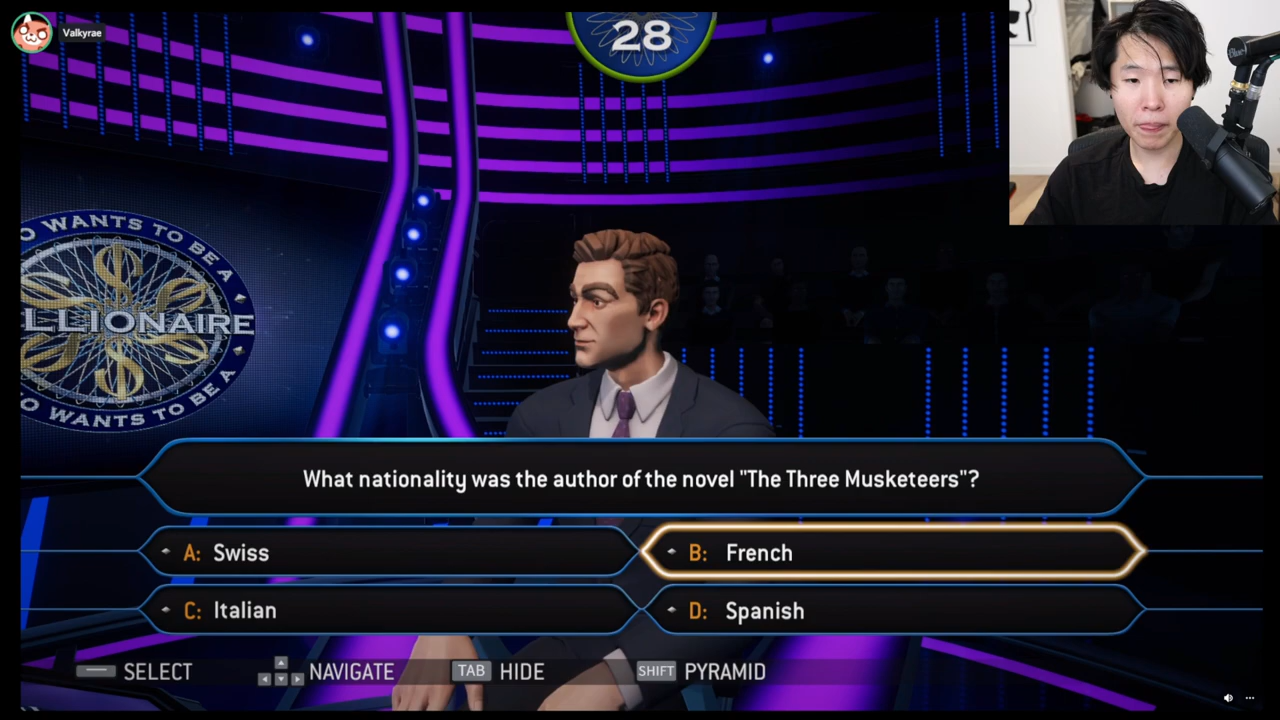 Valkyrae
28
O WANTS TO BE A
LLIONAIRE
O WANTS TO BE A
What nationality was the author of the novel "The Three Musketeers"?
A: Swiss
B: French
C: Italian
D: Spanish
SELECT
NAVIGATE
TAB HIDE
SHIFT PYRAMID